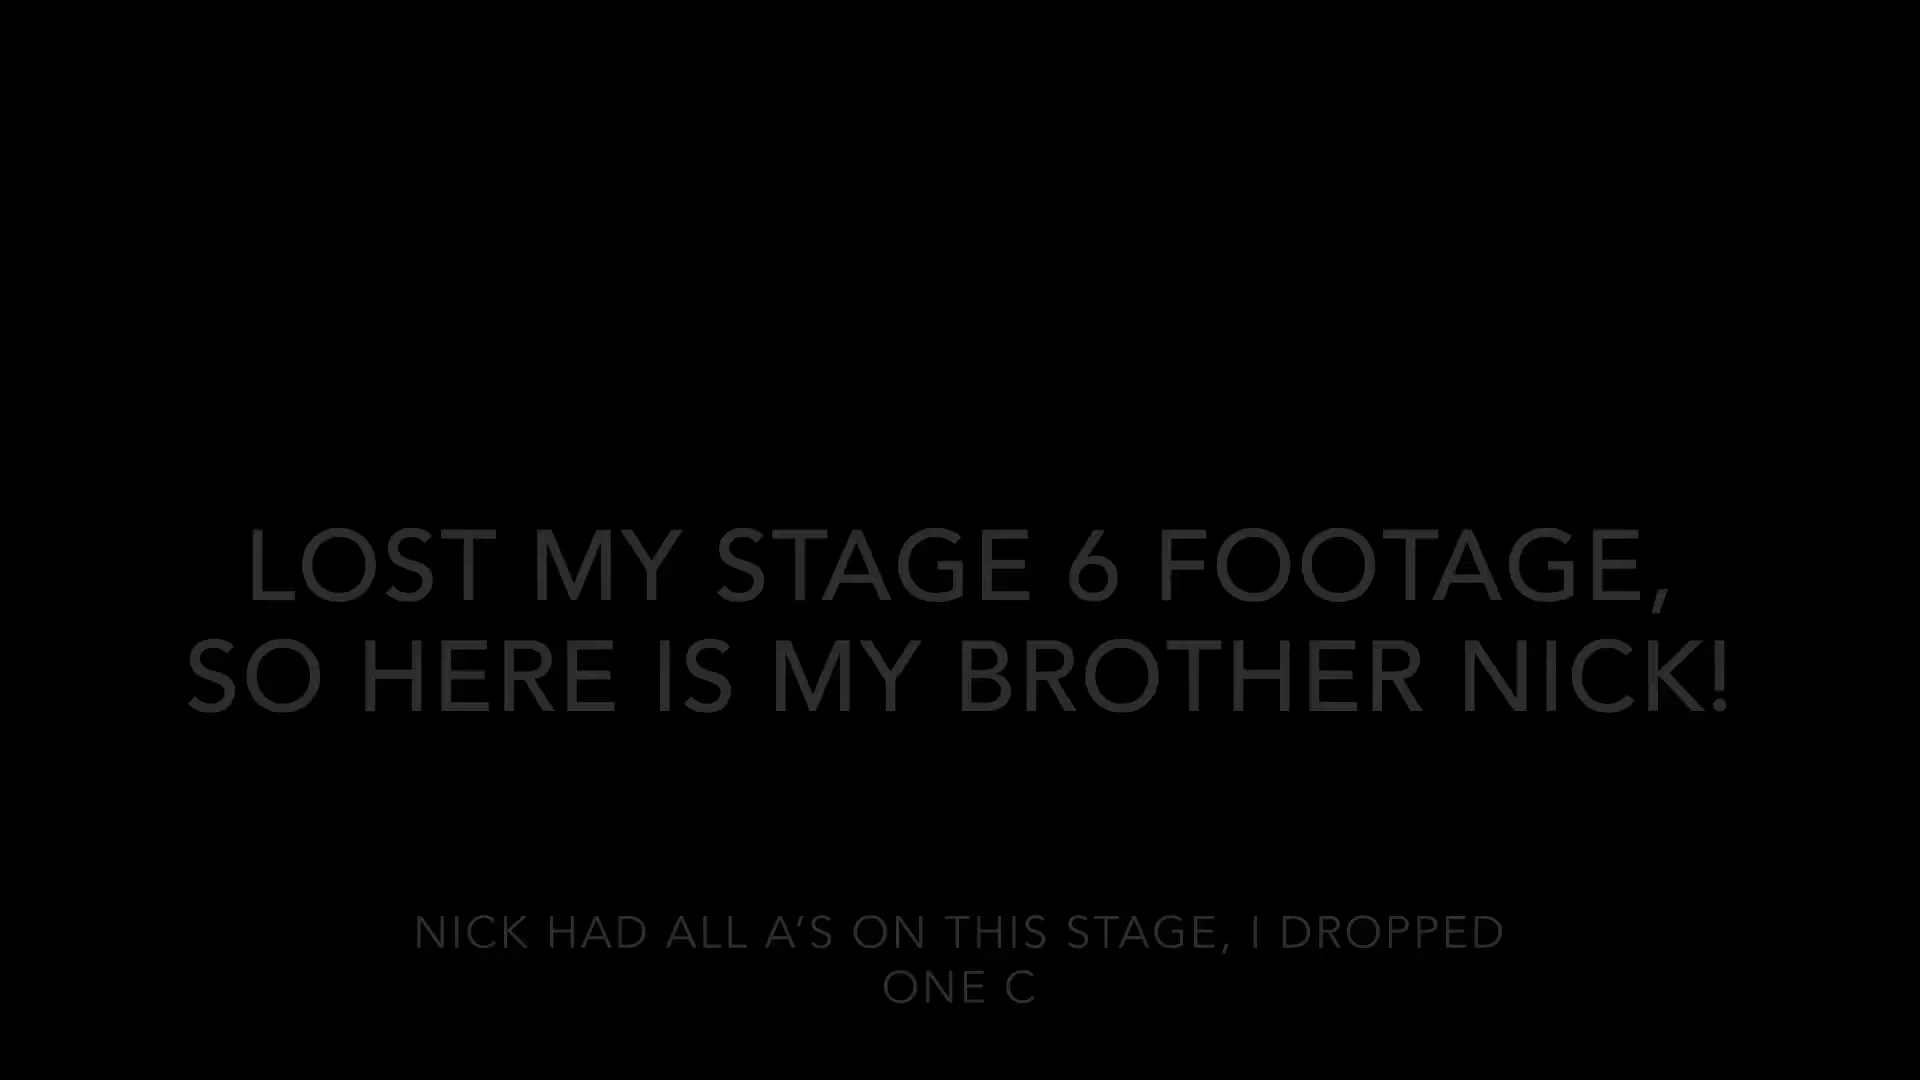 LOST MY STAGE 6 FOOTAGE,
SO HERE IS MY BROTHER NICK!
NICK HAD ALL A’S ON THIS STAGE, I DROPPED
ONE C